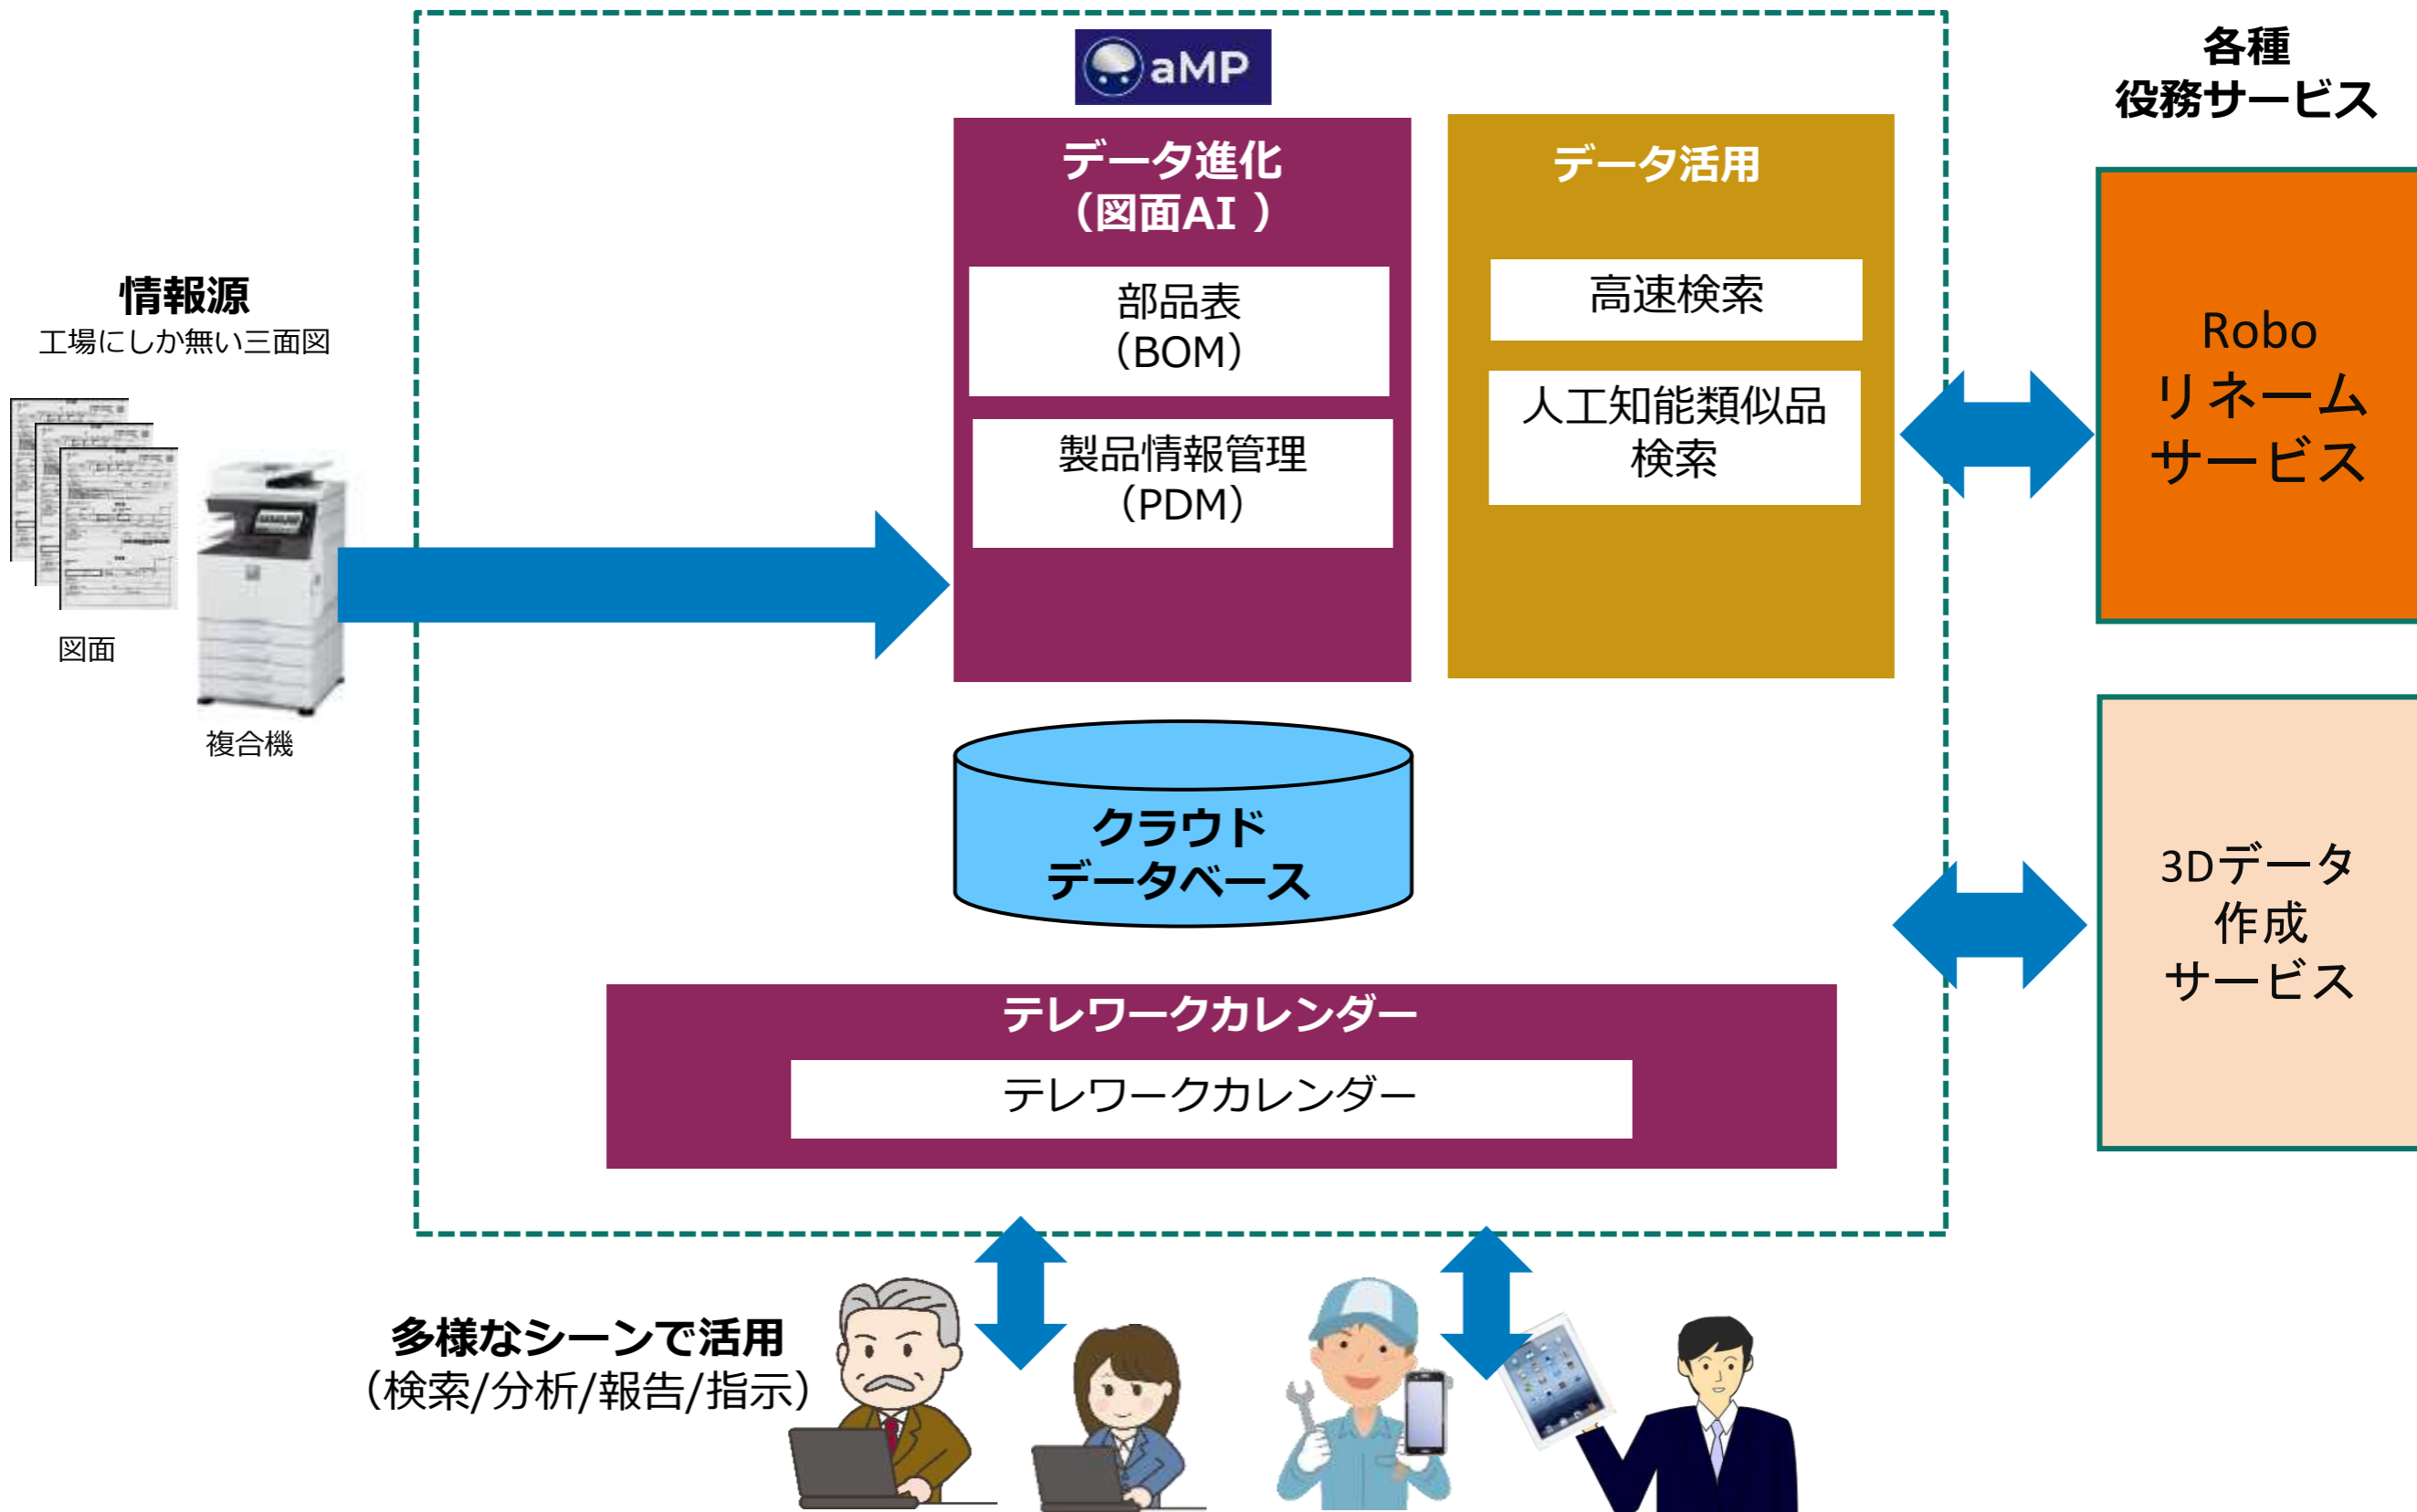 aMP
各種
役務サービス
データ進化
（図面AI ）
部品表
（BOM）
製品情報管理
（PDM）
データ活用
高速検索
人工知能類似品
検索
Robo
リネーム
サービス
情報源
工場にしか無い三面図
図面
複合機
クラウド
データベース
3Dデータ
作成
サービス
テレワークカレンダー
テレワークカレンダー
多様なシーンで活用
（検索/分析/報告/指示）